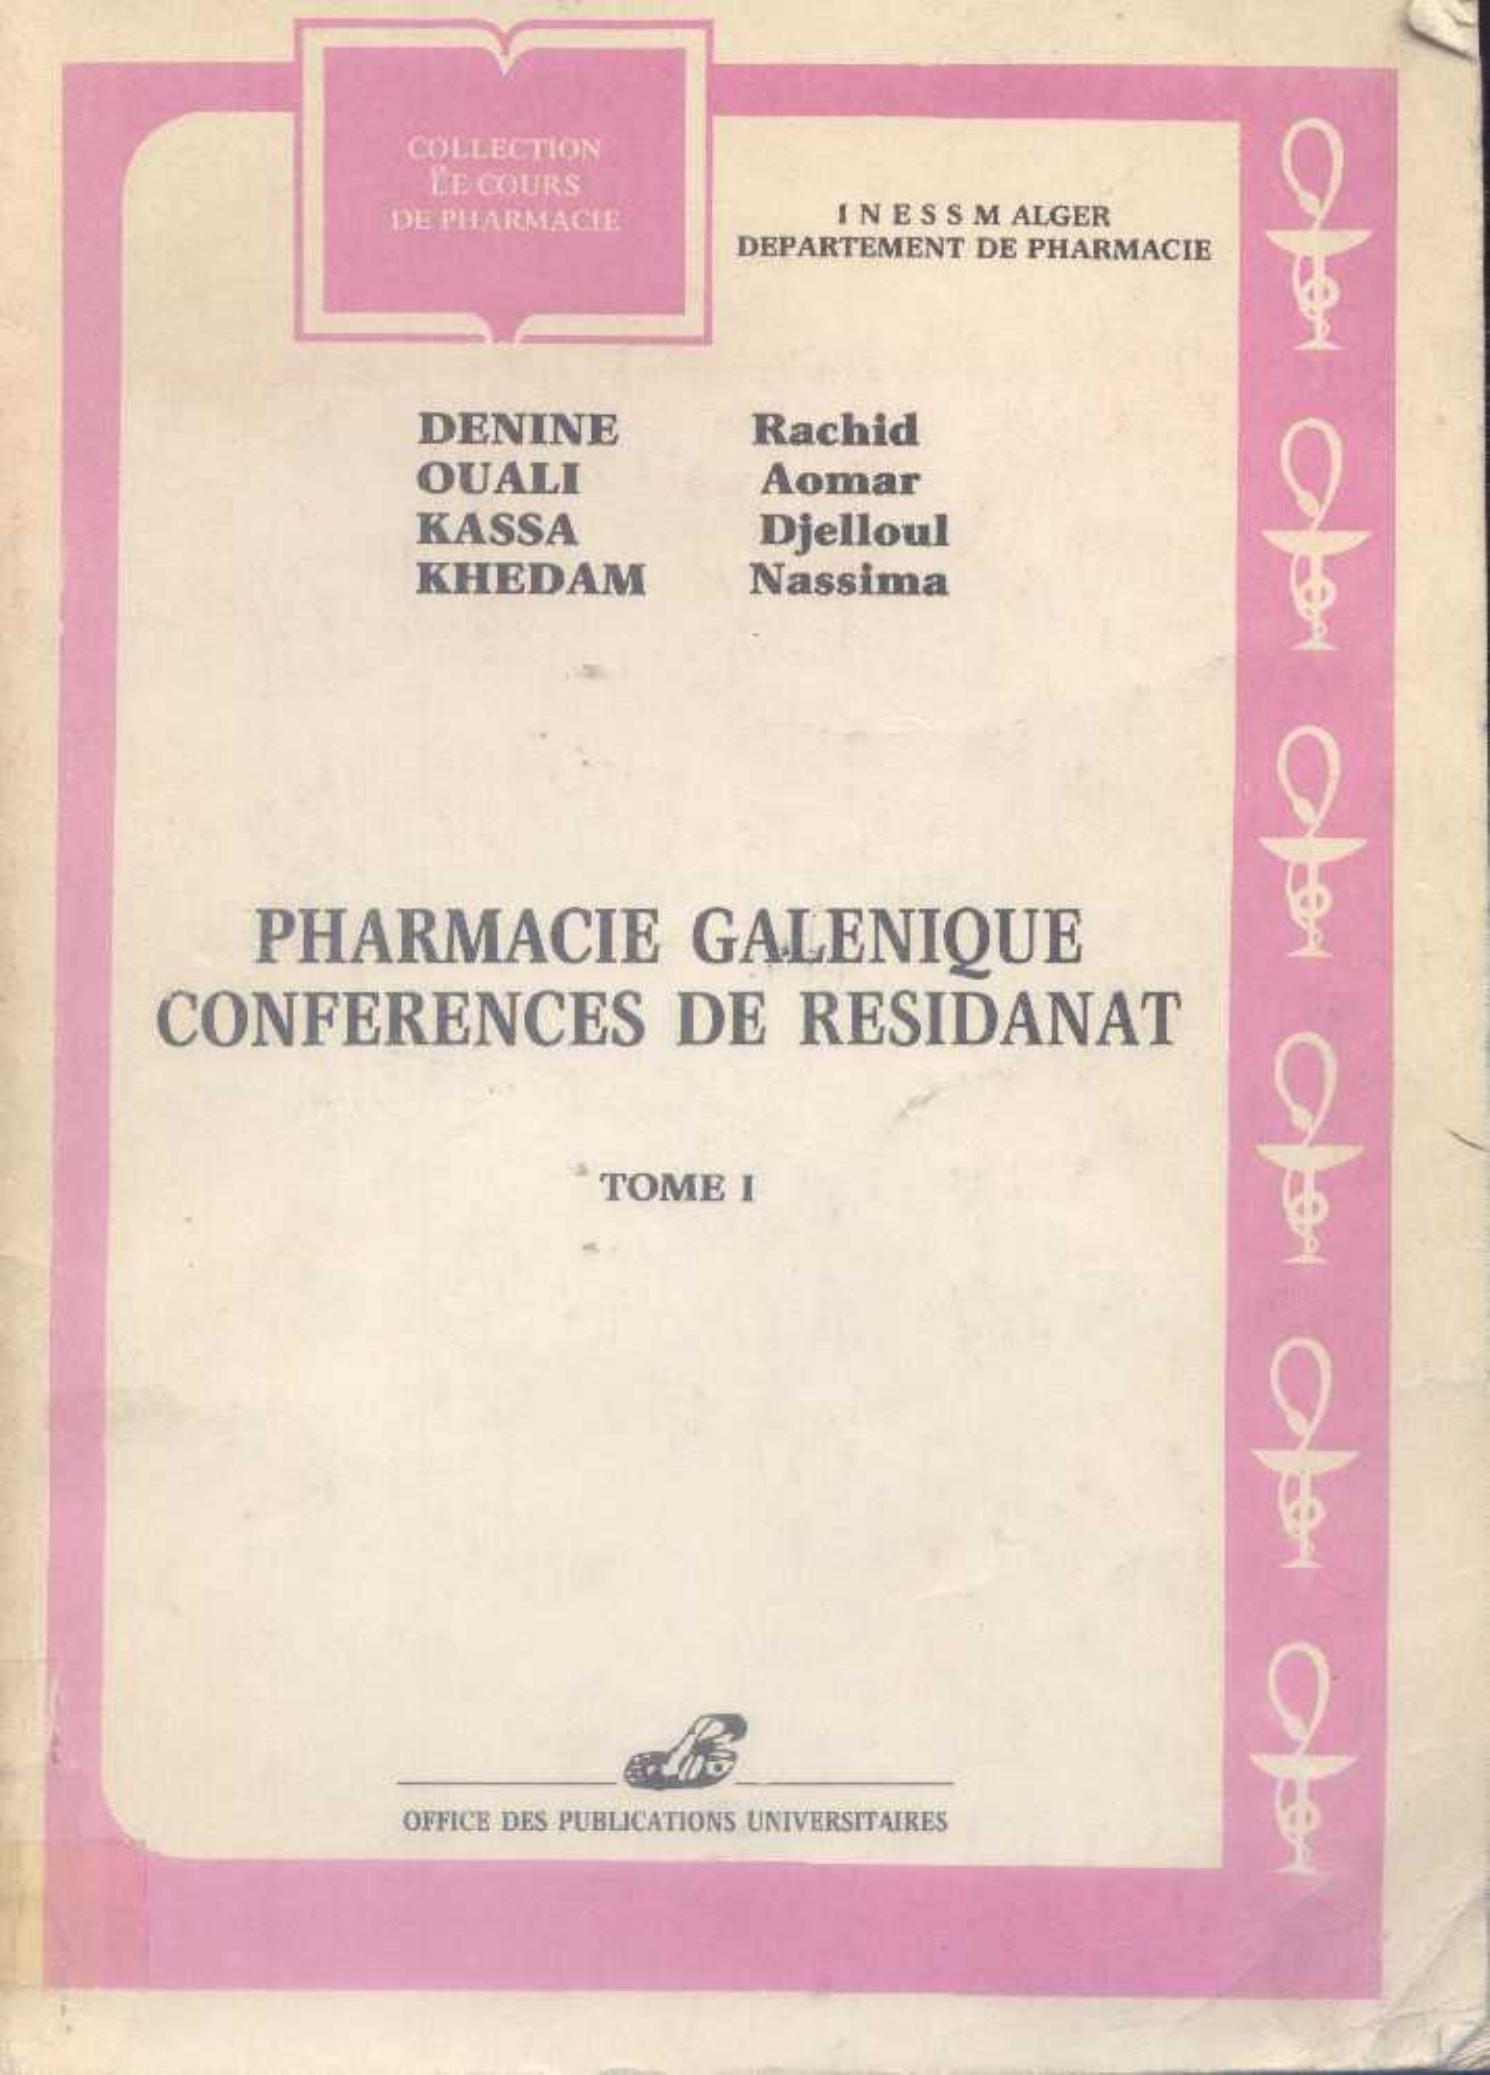 COLLECTION
LE COURS
DE PHARMACIE
I N E S S M ALGER
DEPARTEMENT DE PHARMACIE
DENINE Rachid
OUALI Aomar
KASSA Djelloul
KHEDAM Nassima
PHARMACIE GALENIQUE
CONFERENCES DE RESIDANAT
TOME I
OFFICE DES PUBLICATIONS UNIVERSITAIRES